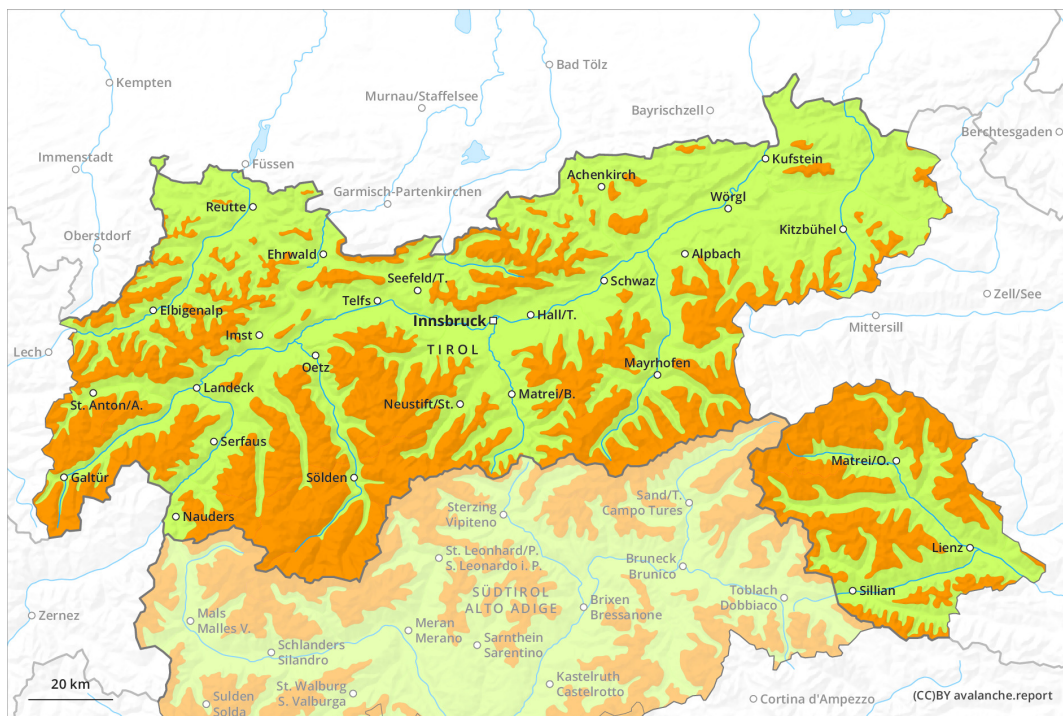 Kempten
Bad Tölz
Murnau/Staffelsee
Bayrischzell
Berchtesgaden
Immenstadt
Füssen
Kufstein
Garmisch-Partenkirchen
Achenkirch
Reutte
Wörgl
Oberstdorf
Kitzbühel
Ehrwald
Alpbach
Seefeld/T.
Schwaz
Telfs
Zell/See
Elbigenalp
Innsbruck
Hall/T.
Mittersill
Imst
TIROL
Lech
Oetz
Mayrhofen
Landeck
St. Anton/A.
Neustift/St.
Matrei/B.
Serfaus
Matrei/O.
Galtür
Sölden
Sand/T.
Campo Tures
Nauders
Sterzing
Vipiteno
Lienz
St. Leonhard/P.
S. Leonardo i. P.
Bruneck
Brunico
Sillian
SÜDTIROL
ALTO ADIGE
Toblach
Dobbiaco
Zernez
Mals
Malles V.
Brixen
Bressanone
Meran
Merano
Schlanders
Silandro
Sarnthein
Sarentino
20 km
St. Walburg
S. Valburga
Kastelruth
Castelrotto
Sulden
Solda
Cortina d'Ampezzo
(CC)BY avalanche.report